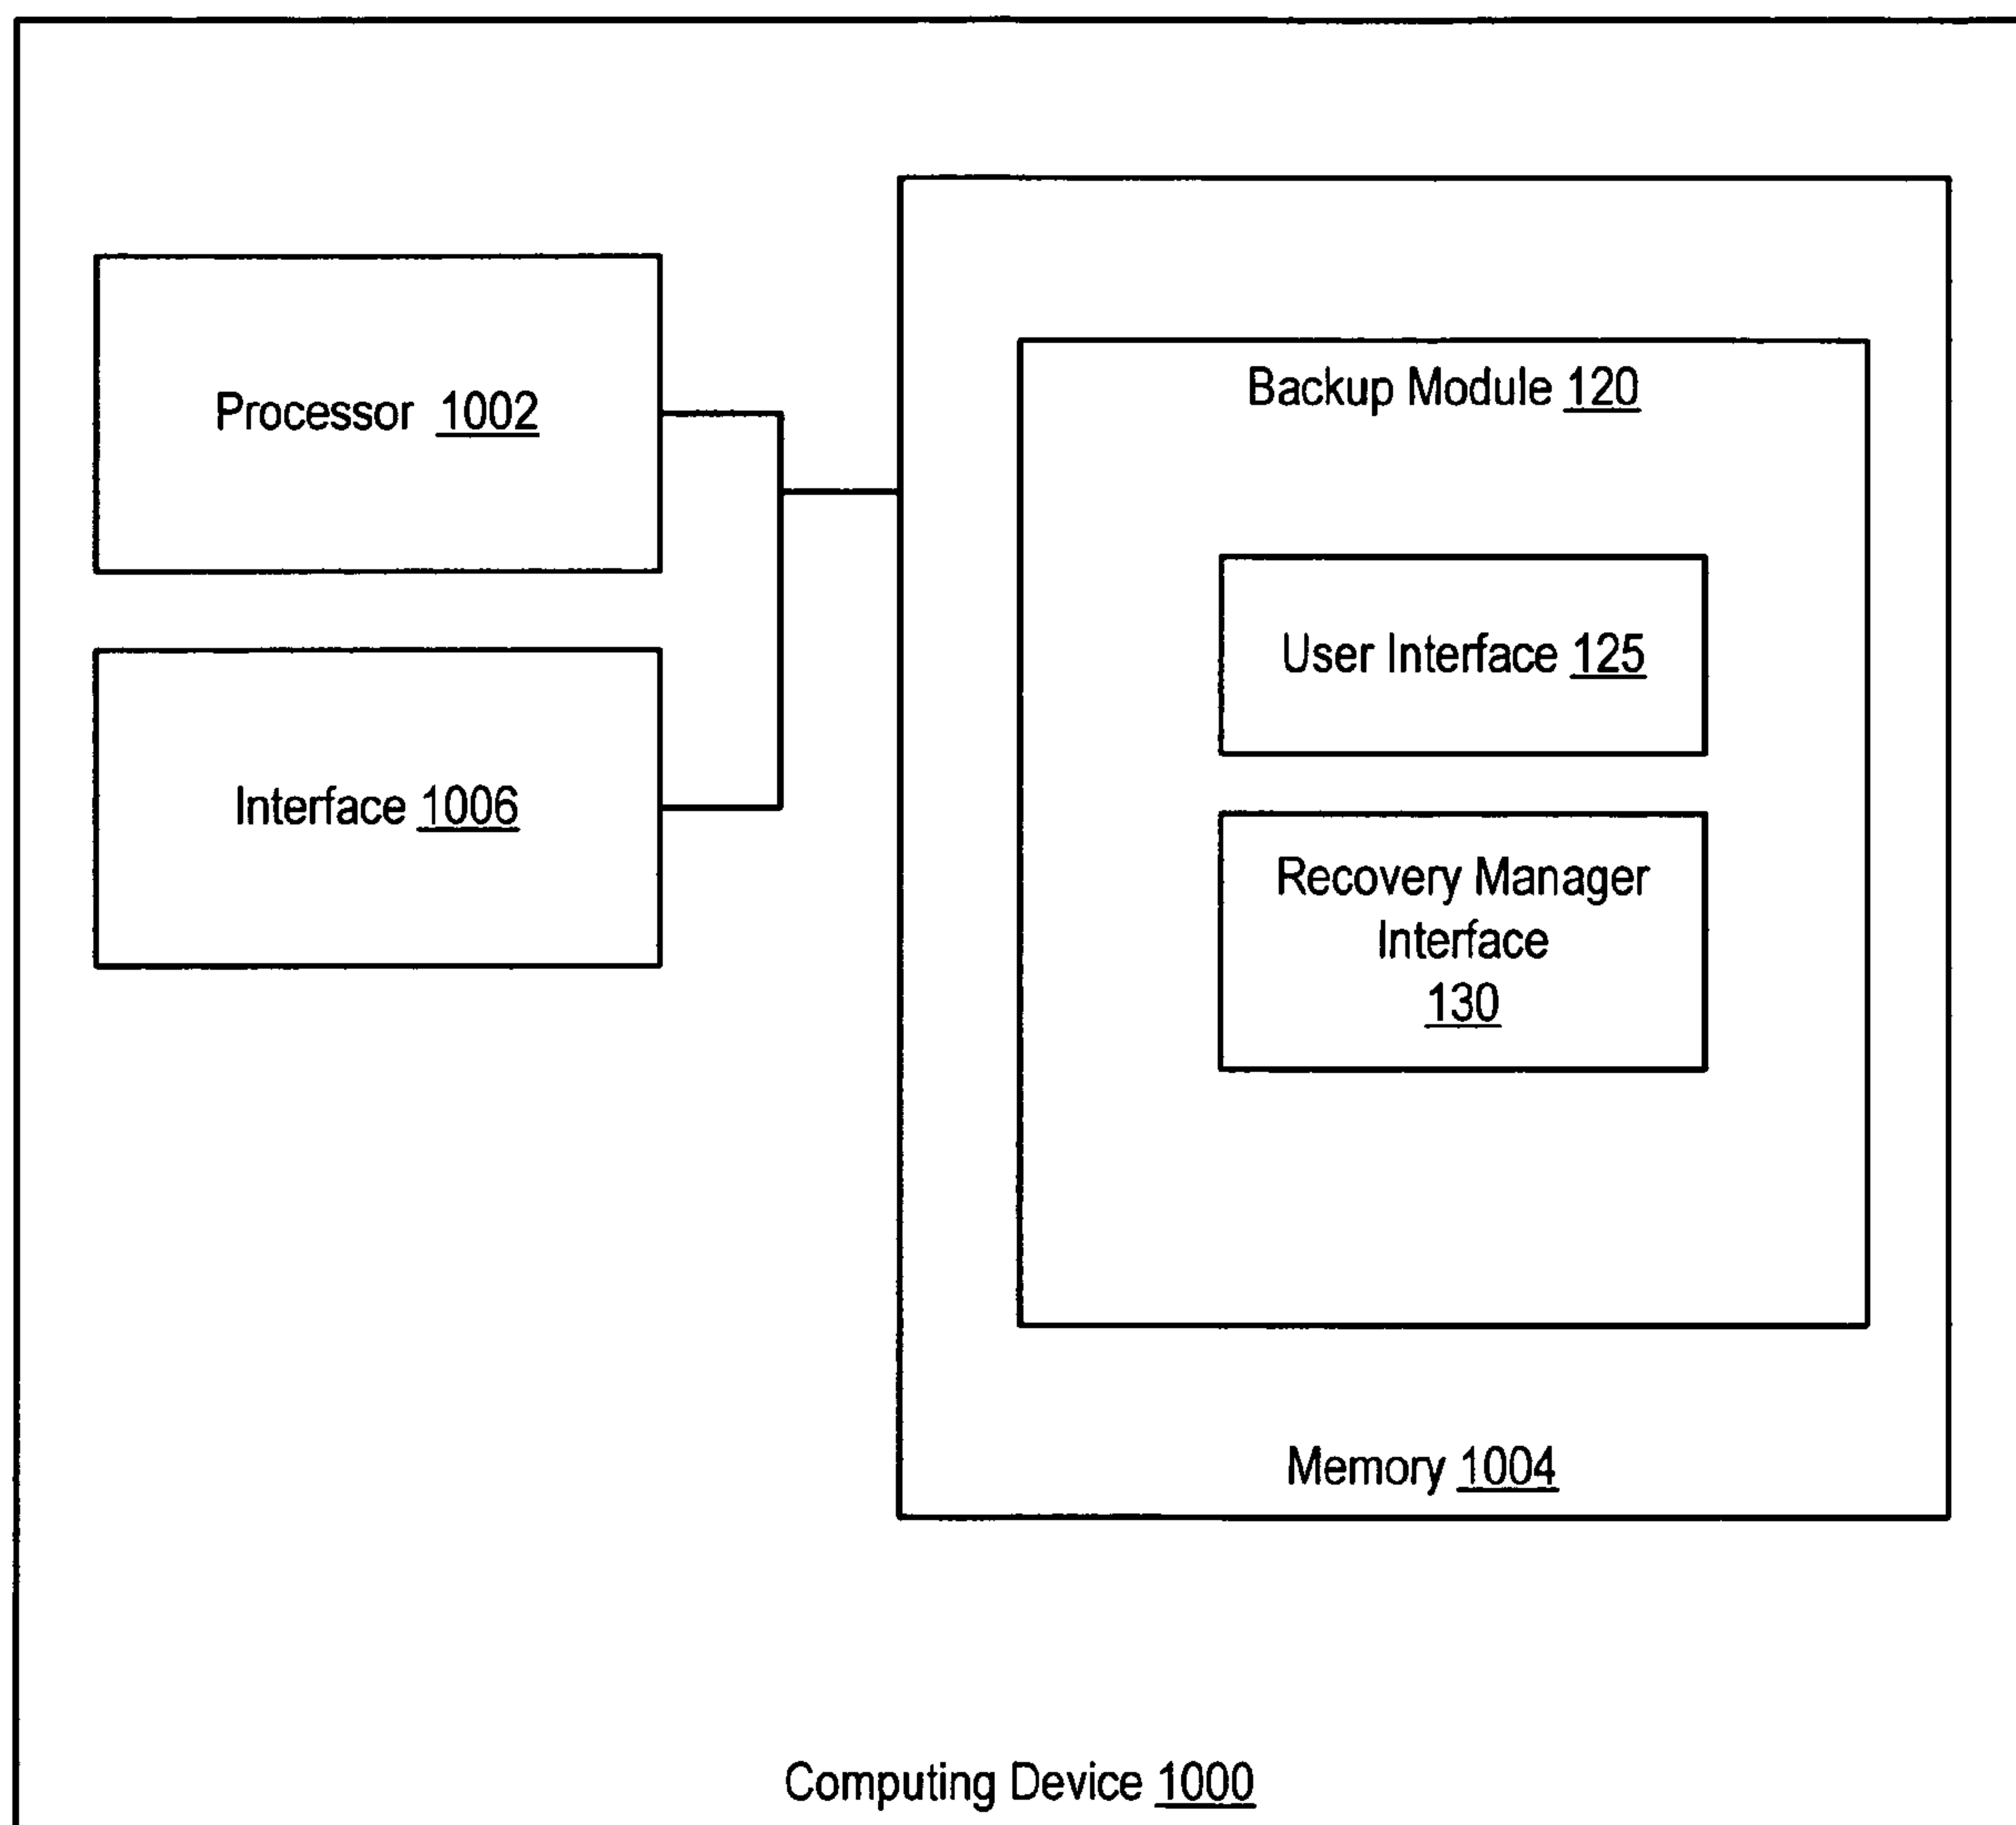 Processor 1002
Interface 1006
Backup Module 120
User Interface 125
Recovery Manager
Interface
130
Memory 1004
Computing Device 1000